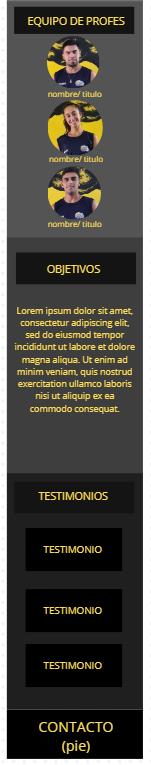 EQUIPO DE PROFES
nombre/ titulo
nombre/ titulo
nombre/ titulo
OBJETIVOS
Lorem ipsum dolor sit amet,
consectetur adipiscing elit,
sed do eiusmod tempor
incididunt ut labore et dolore
magna aliqua. Ut enim ad
minim veniam, quis nostrud
exercitation ullamco laboris
nisi ut aliquip ex ea
commodo consequat.
TESTIMONIOS
TESTIMONIO
TESTIMONIO
TESTIMONIO
CONTACTO
(pie)